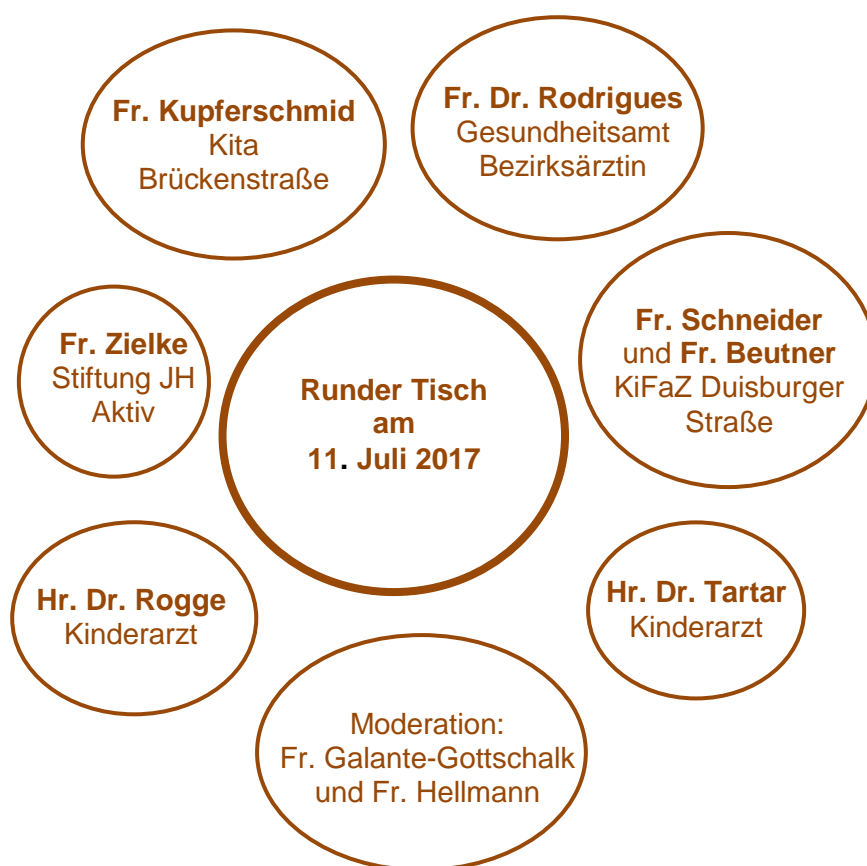 Fr. Kupferschmid
Kita
Brückenstraße
Fr. Dr. Rodrigues
Gesundheitsamt
Bezirksärztin
Fr. Zielke
Stiftung JH
Aktiv
Runder Tisch
am
11. Juli 2017
Fr. Schneider
und Fr. Beutner
KiFaZ Duisburger
Straße
Hr. Dr. Rogge
Kinderarzt
Hr. Dr. Tartar
Kinderarzt
Moderation:
Fr. Galante-Gottschalk
und Fr. Hellmann